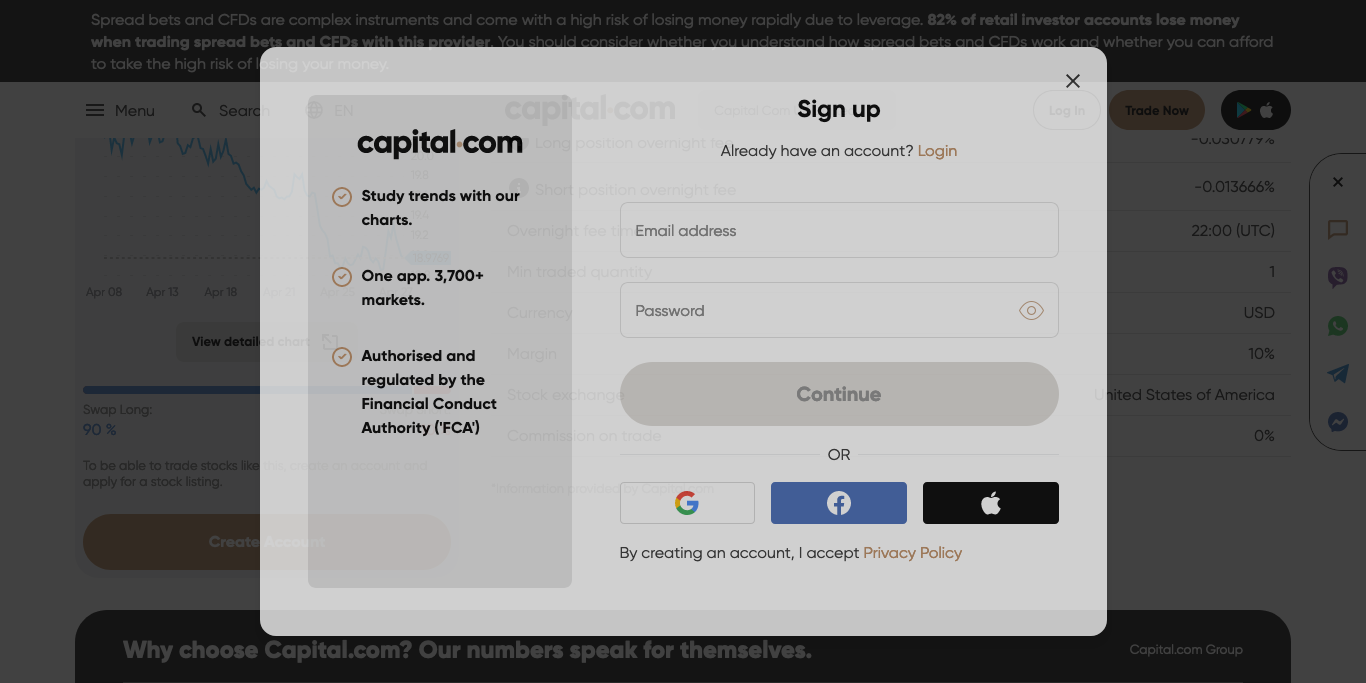 Spread bets and CFDs are complex instruments and come with a high risk of losing money rapidly due to leverage. 82% of retail investor accounts lose money
when trading spread bets and CFDs with this provider. You should consider whether you understand how spread bets and CFDs work and whether you can afford
to take the high risk of losing your money.
Menu
Search
EN
capital.com
Capital Com
Log In
Trade Now
Sign up
Already have an account? Login
capital.com
Study trends with our
charts.
One app. 3,700+
markets.
Authorised and
regulated by the
Financial Conduct
Authority ('FCA')
Email address
Password
Continue
OR
By creating an account, I accept Privacy Policy
19.8
19.2
Apr 08
Apr 13
Apr 18
View detailed chart
Swap Long:
90 %
To be able to trade stocks like this, create an account and
apply for a stock listing.
Create Account
Long position overnight fee
-0.030779%
Short position overnight fee
-0.013666%
Overnight fee time
22:00 (UTC)
Min traded quantity
1
Currency
USD
Margin
10%
Stock exchange
United States of America
Commission on trade
0%
*Information provided by Capital.com
Why choose Capital.com? Our numbers speak for themselves.
Capital.com Group